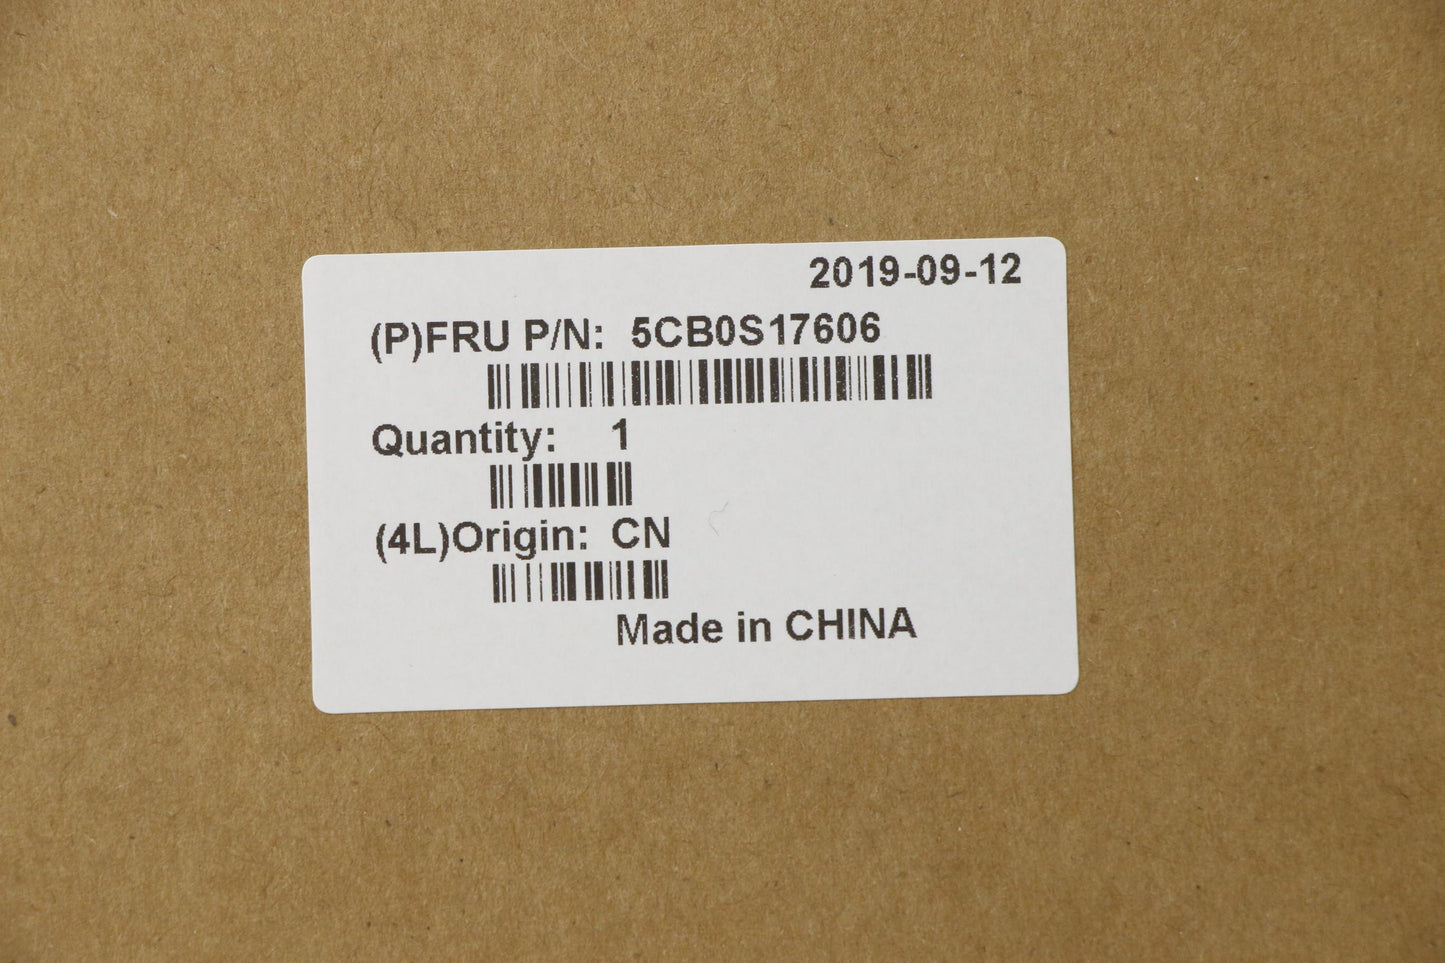 2019-09-12
(P)FRU P/N: 5CB0S17606
Quantity: 1
(4L)Origin: CN
Made in CHINA